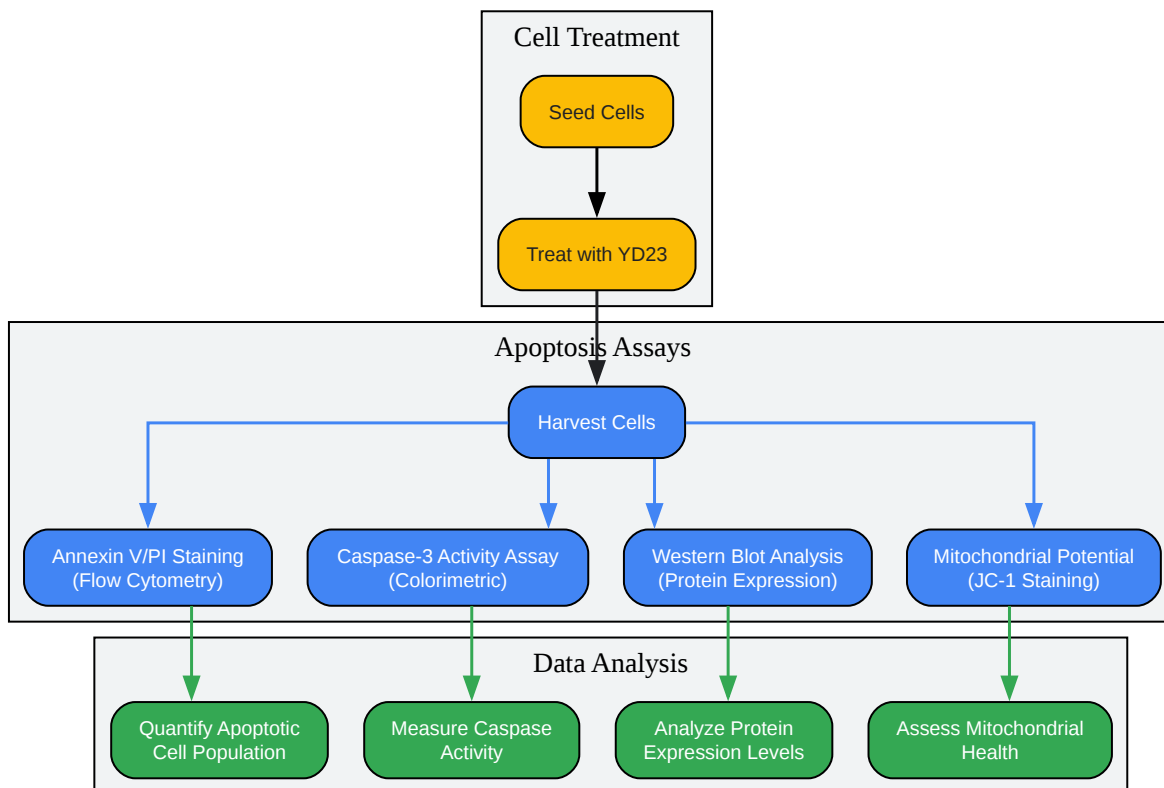 Cell Treatment
Seed Cells
Treat with YD23
Apoptosis Assays
Harvest Cells
Annexin V/PI Staining
(Flow Cytometry)
Caspase-3 Activity Assay
(Colorimetric)
Western Blot Analysis
(Protein Expression)
Mitochondrial Potential
(JC-1 Staining)
Data Analysis
Quantify Apoptotic
Cell Population
Measure Caspase
Activity
Analyze Protein
Expression Levels
Assess Mitochondrial
Health